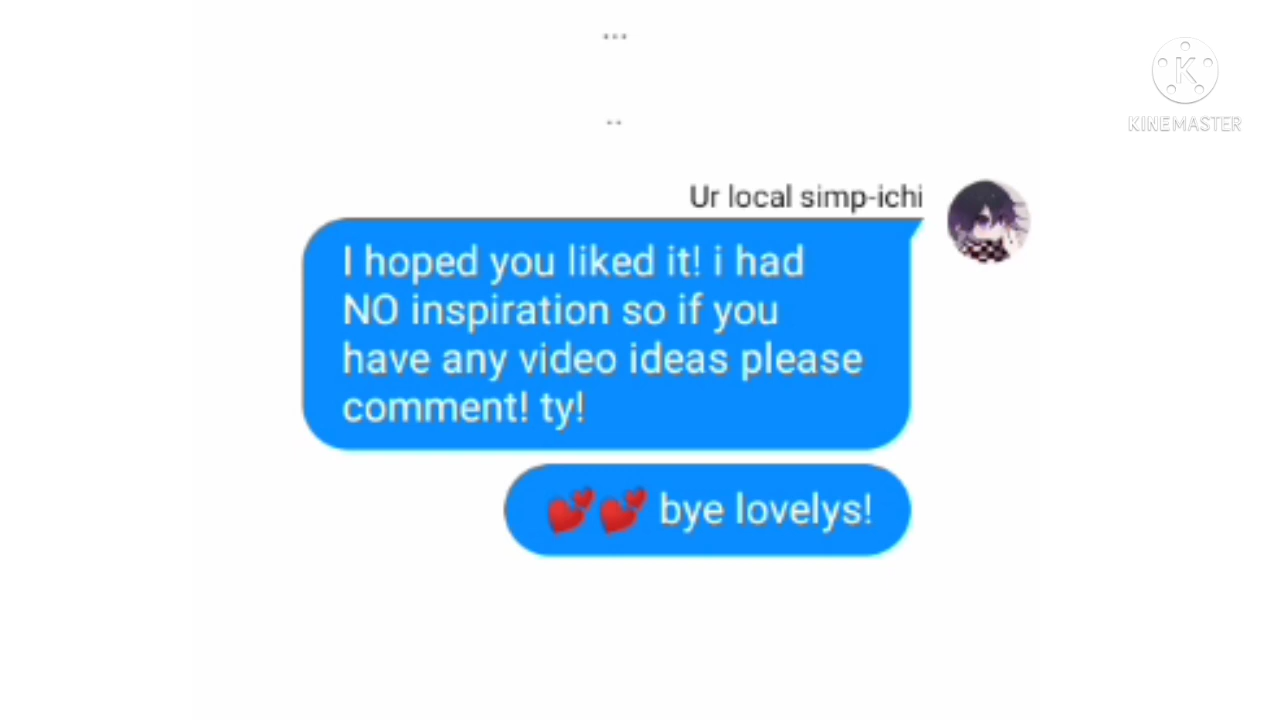 ...
..
KINEMASTER
Ur local simp-ichi
I hoped you liked it! i had
NO inspiration so if you
have any video ideas please
comment! ty!
💕💕 bye lovelys!